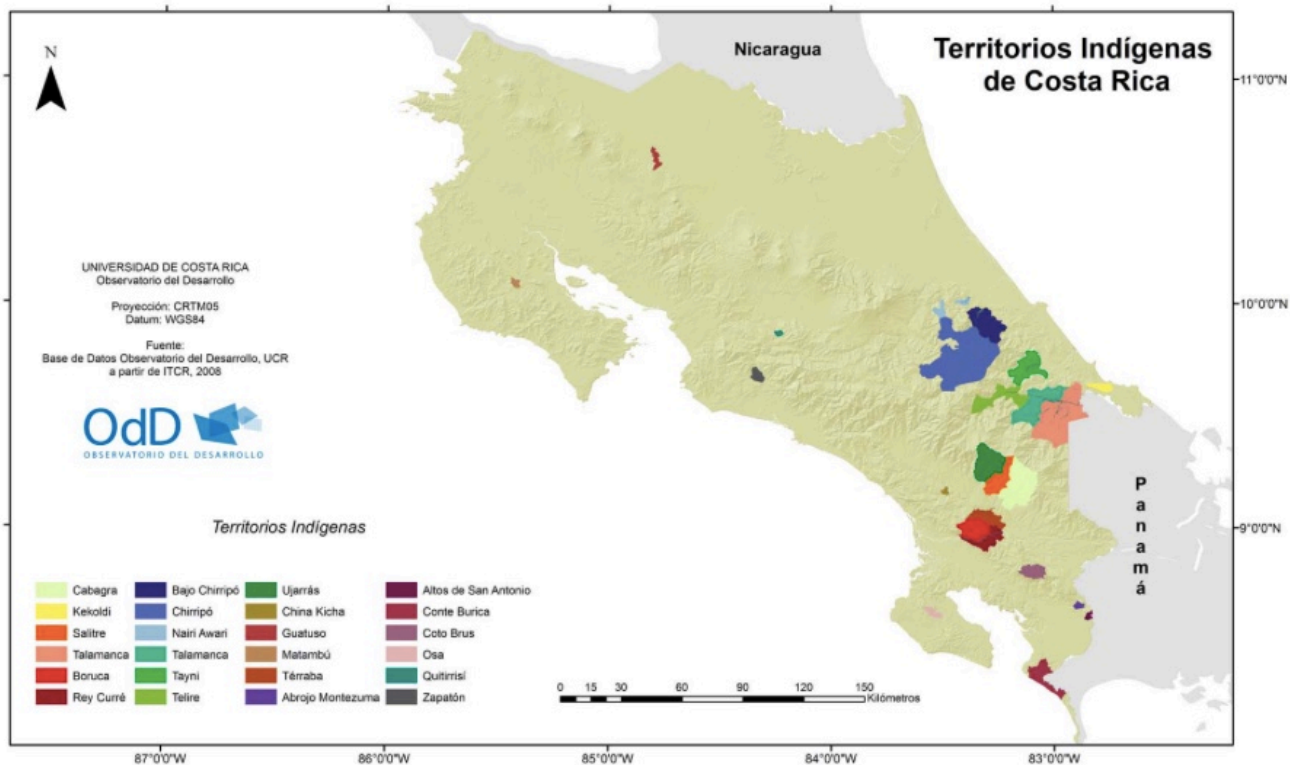 Territorios Indígenas
de Costa Rica
Nicaragua
N
11°0'0"N
10°0'0"N
9°0'0"N
UNIVERSIDAD DE COSTA RICA
Observatorio del Desarrollo
Proyección: CRTM05
Datum: WGS84
Fuente:
Base de Datos Observatorio del Desarrollo, UCR
a partir de ITCR, 2008
OdD
OBSERVATORIO DEL DESARROLLO
Panamá
Territorios Indígenas
Cabagra
Kekoldi
Salitre
Talamanca
Boruca
Rey Curré
Bajo Chirripó
Chirripó
Nairi Awari
Talamanca
Tayni
Telire
Ujarrás
China Kicha
Guatuso
Matambú
Térraba
Abrojo Montezuma
Altos de San Antonio
Conte Burica
Coto Brus
Osa
Quitirrisí
Zapatón
0 15 30 60 90 120 150
Kilómetros
87°0'0"W 86°0'0"W 85°0'0"W 84°0'0"W 83°0'0"W